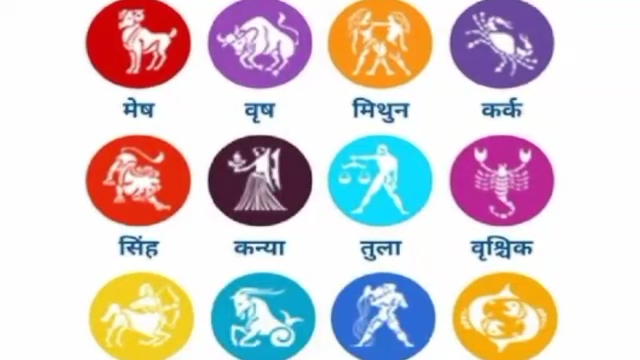 मेष वृष मिथुन कर्क
सिंह कन्या तुला वृश्चिक